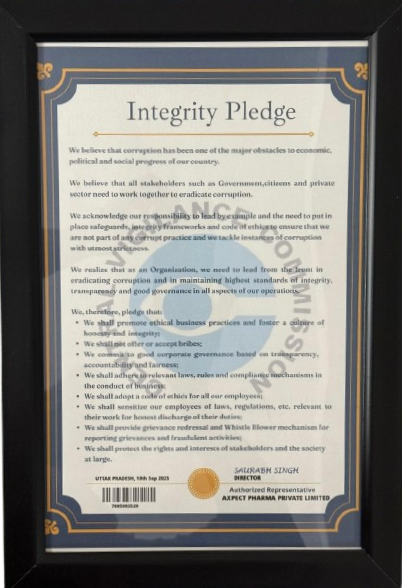 Integrity Pledge
We believe that corruption has been one of the major obstacles to economic,
political and social progress of our country.
We believe that all stakeholders such as Government,citizens and private
sector need to work together to eradicate corruption.
We acknowledge our responsibility to lead by example and the need to put in
place safeguards, integrity frameworks and code of ethics to ensure that we
are not part of any corrupt practice and we tackle instances of corruption
with utmost strictness.
We realize that as an Organization, we need to lead from the front in
eradicating corruption and in maintaining highest standards of integrity,
transparency and good governance in all aspects of our operations.
We, therefore, pledge that:
• We shall promote ethical business practices and foster a culture of
honesty and integrity;
• We shall not offer or accept bribes;
• We commit to good corporate governance based on transparency,
accountability and fairness;
• We shall adhere to relevant laws, rules and compliance mechanisms in
the conduct of business;
• We shall adopt a code of ethics for all our employees;
• We shall sensitise our employees of laws, regulations, etc. relevant to
their work for honest discharge of their duties;
• We shall provide grievance redressal and Whistle Blower mechanism for
reporting grievances and fraudulent activities;
• We shall protect the rights and interests of stakeholders and the society
at large.
CENTRAL VIGILANCE COMMISSION
SAURABH SINGH
UTTAR PRADESH, 18th Sep 2025
DIRECTOR
Authorized Representative
AXPECT PHARMA PRIVATE LIMITED